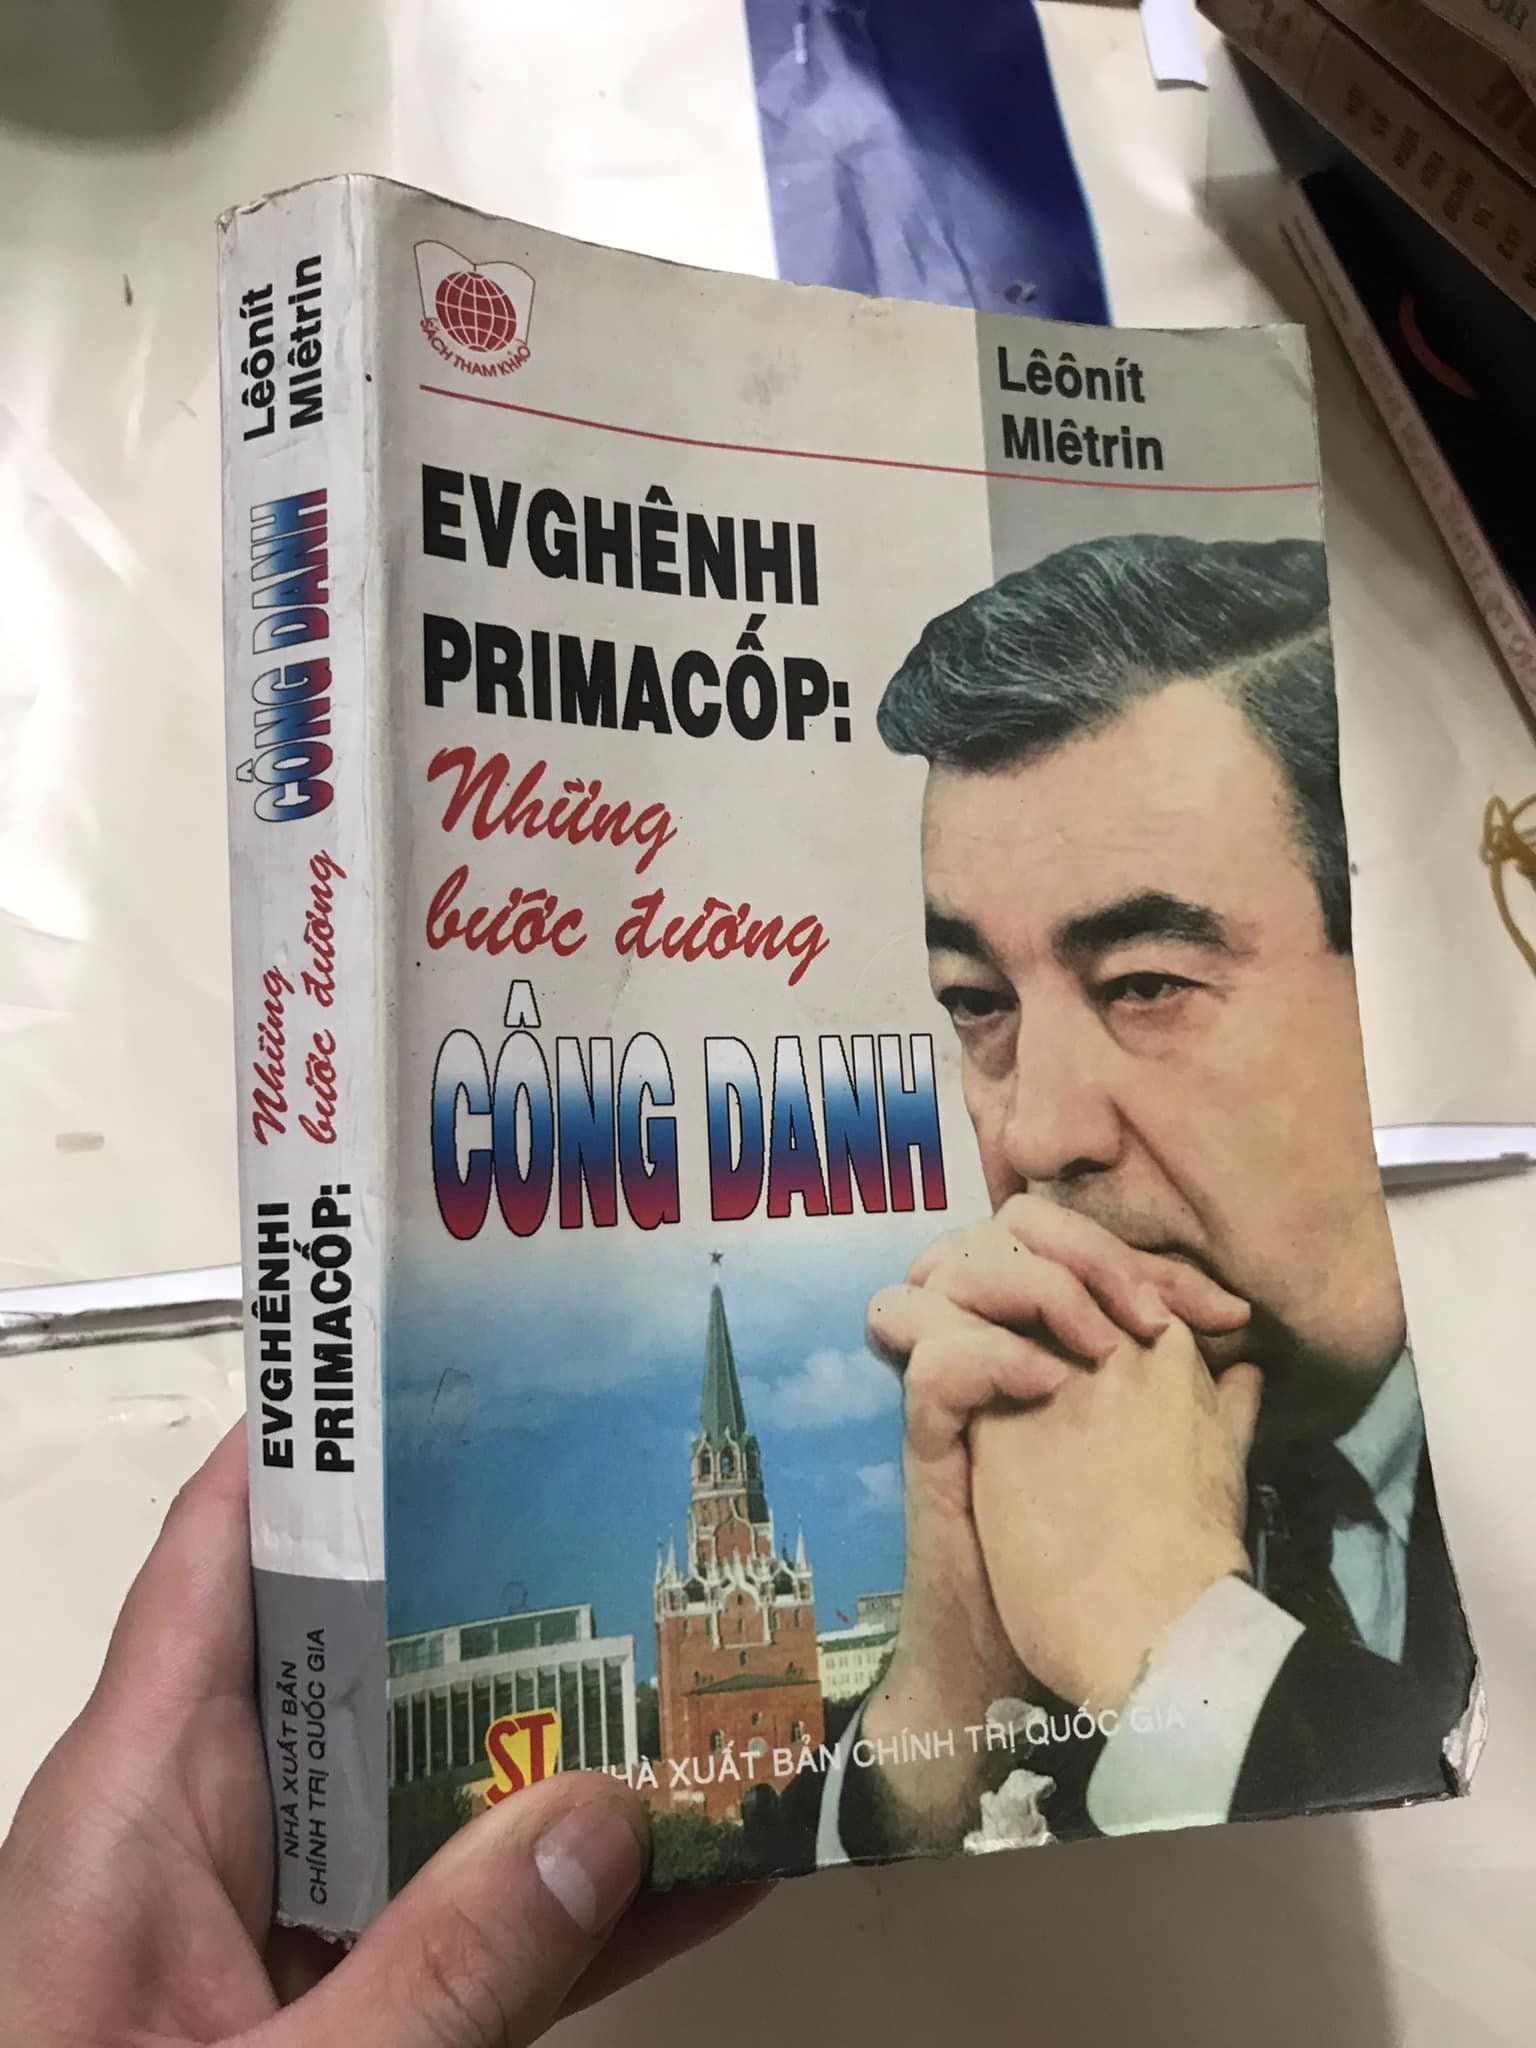 Lêônít
Mlêtrin
EVGHÊNHI
PRIMACỐP:
Những
bước đường
CÔNG DANH
NHÀ XUẤT BẢN
CHÍNH TRỊ QUỐC GIA
SÁCH THAM KHẢO
Lêônít
Mlêtrin
EVGHÊNHI
PRIMACỐP:
Những
bước đường
CÔNG DANH
ST
NHÀ XUẤT BẢN CHÍNH TRỊ QUỐC GIA